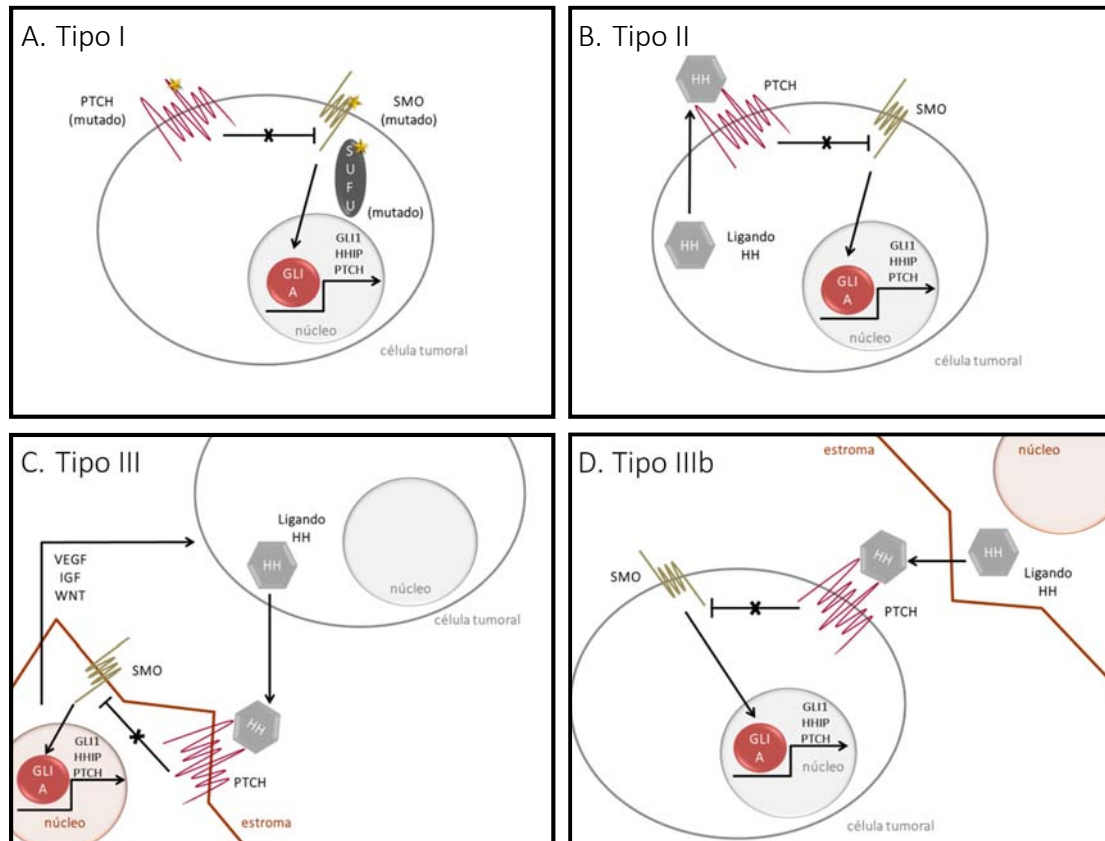 A. Tipo I
PTCH
(mutado)
SMO
(mutado)
S
U
F
U
(mutado)
GLI1
HHIP
PTCH
GLI
A
núcleo
célula tumoral
B. Tipo II
HH
PTCH
SMO
HH
Ligando
HH
GLI1
HHIP
PTCH
GLI
A
núcleo
célula tumoral
C. Tipo III
Ligando
HH
HH
núcleo
célula tumoral
VEGF
IGF
WNT
SMO
HH
PTCH
GLI1
HHIP
PTCH
GLI
A
núcleo
estroma
D. Tipo IIIb
estroma
núcleo
HH
HH
Ligando
HH
SMO
PTCH
GLI1
HHIP
PTCH
GLI
A
núcleo
célula tumoral